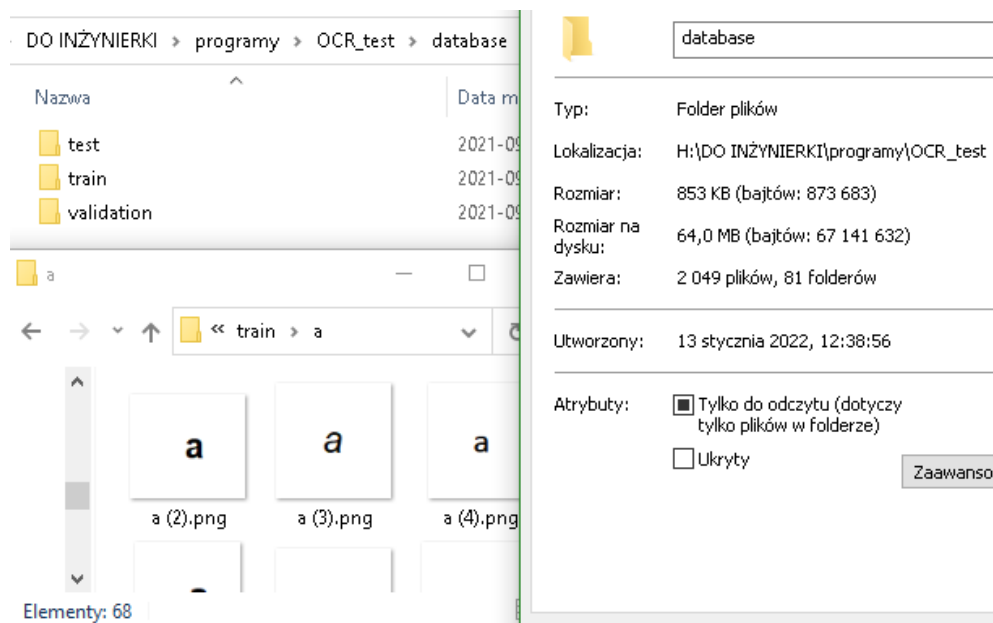 DO INŻYNIERKI > programy > OCR_test > database
Nazwa
Data m
test
2021-09
train
2021-09
validation
2021-09
a
« train > a
a
a
a
a (2).png
a (3).png
a (4).png
Elementy: 68
database
Typ: Folder plików
Lokalizacja: H:\DO INŻYNIERKI\programy\OCR_test
Rozmiar: 853 KB (bajtów: 873 683)
Rozmiar na
dysku: 64,0 MB (bajtów: 67 141 632)
Zawiera: 2 049 plików, 81 folderów
Utworzony: 13 stycznia 2022, 12:38:56
Atrybuty: Tylko do odczytu (dotyczy
tylko plików w folderze)
Ukryty
Zaawanso